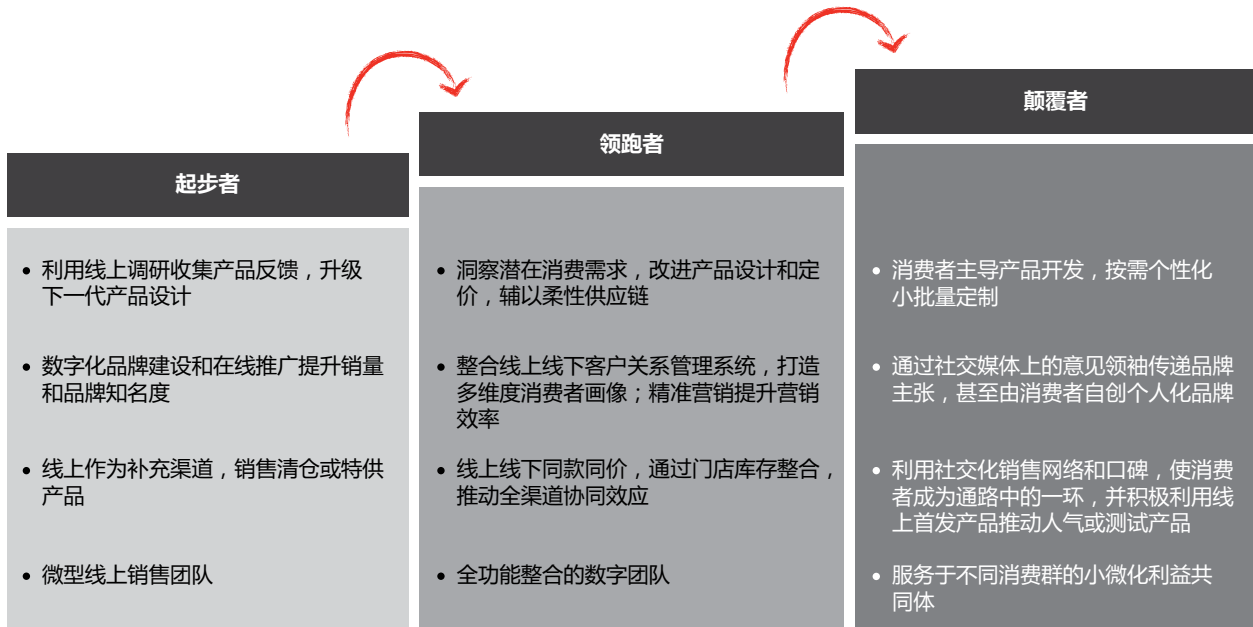 起步者
• 利用线上调研收集产品反馈，升级
下一代产品设计
• 数字化品牌建设和在线推广提升销量
和品牌知名度
• 线上作为补充渠道，销售清仓或特供
产品
• 微型线上销售团队
领跑者
• 洞察潜在消费需求，改进产品设计和定
价，辅以柔性供应链
• 整合线上线下客户关系管理系统，打造
多维度消费者画像；精准营销提升营销
效率
• 线上线下同款同价，通过门店库存整合，
推动全渠道协同效应
• 全功能整合的数字团队
颠覆者
• 消费者主导产品开发，按需个性化
小批量定制
• 通过社交媒体上的意见领袖传递品牌
主张，甚至由消费者自创个人化品牌
• 利用社交化销售网络和口碑，使消费
者成为通路中的一环，并积极利用线
上首发产品推动人气或测试产品
• 服务于不同消费群的小微化利益共
同体